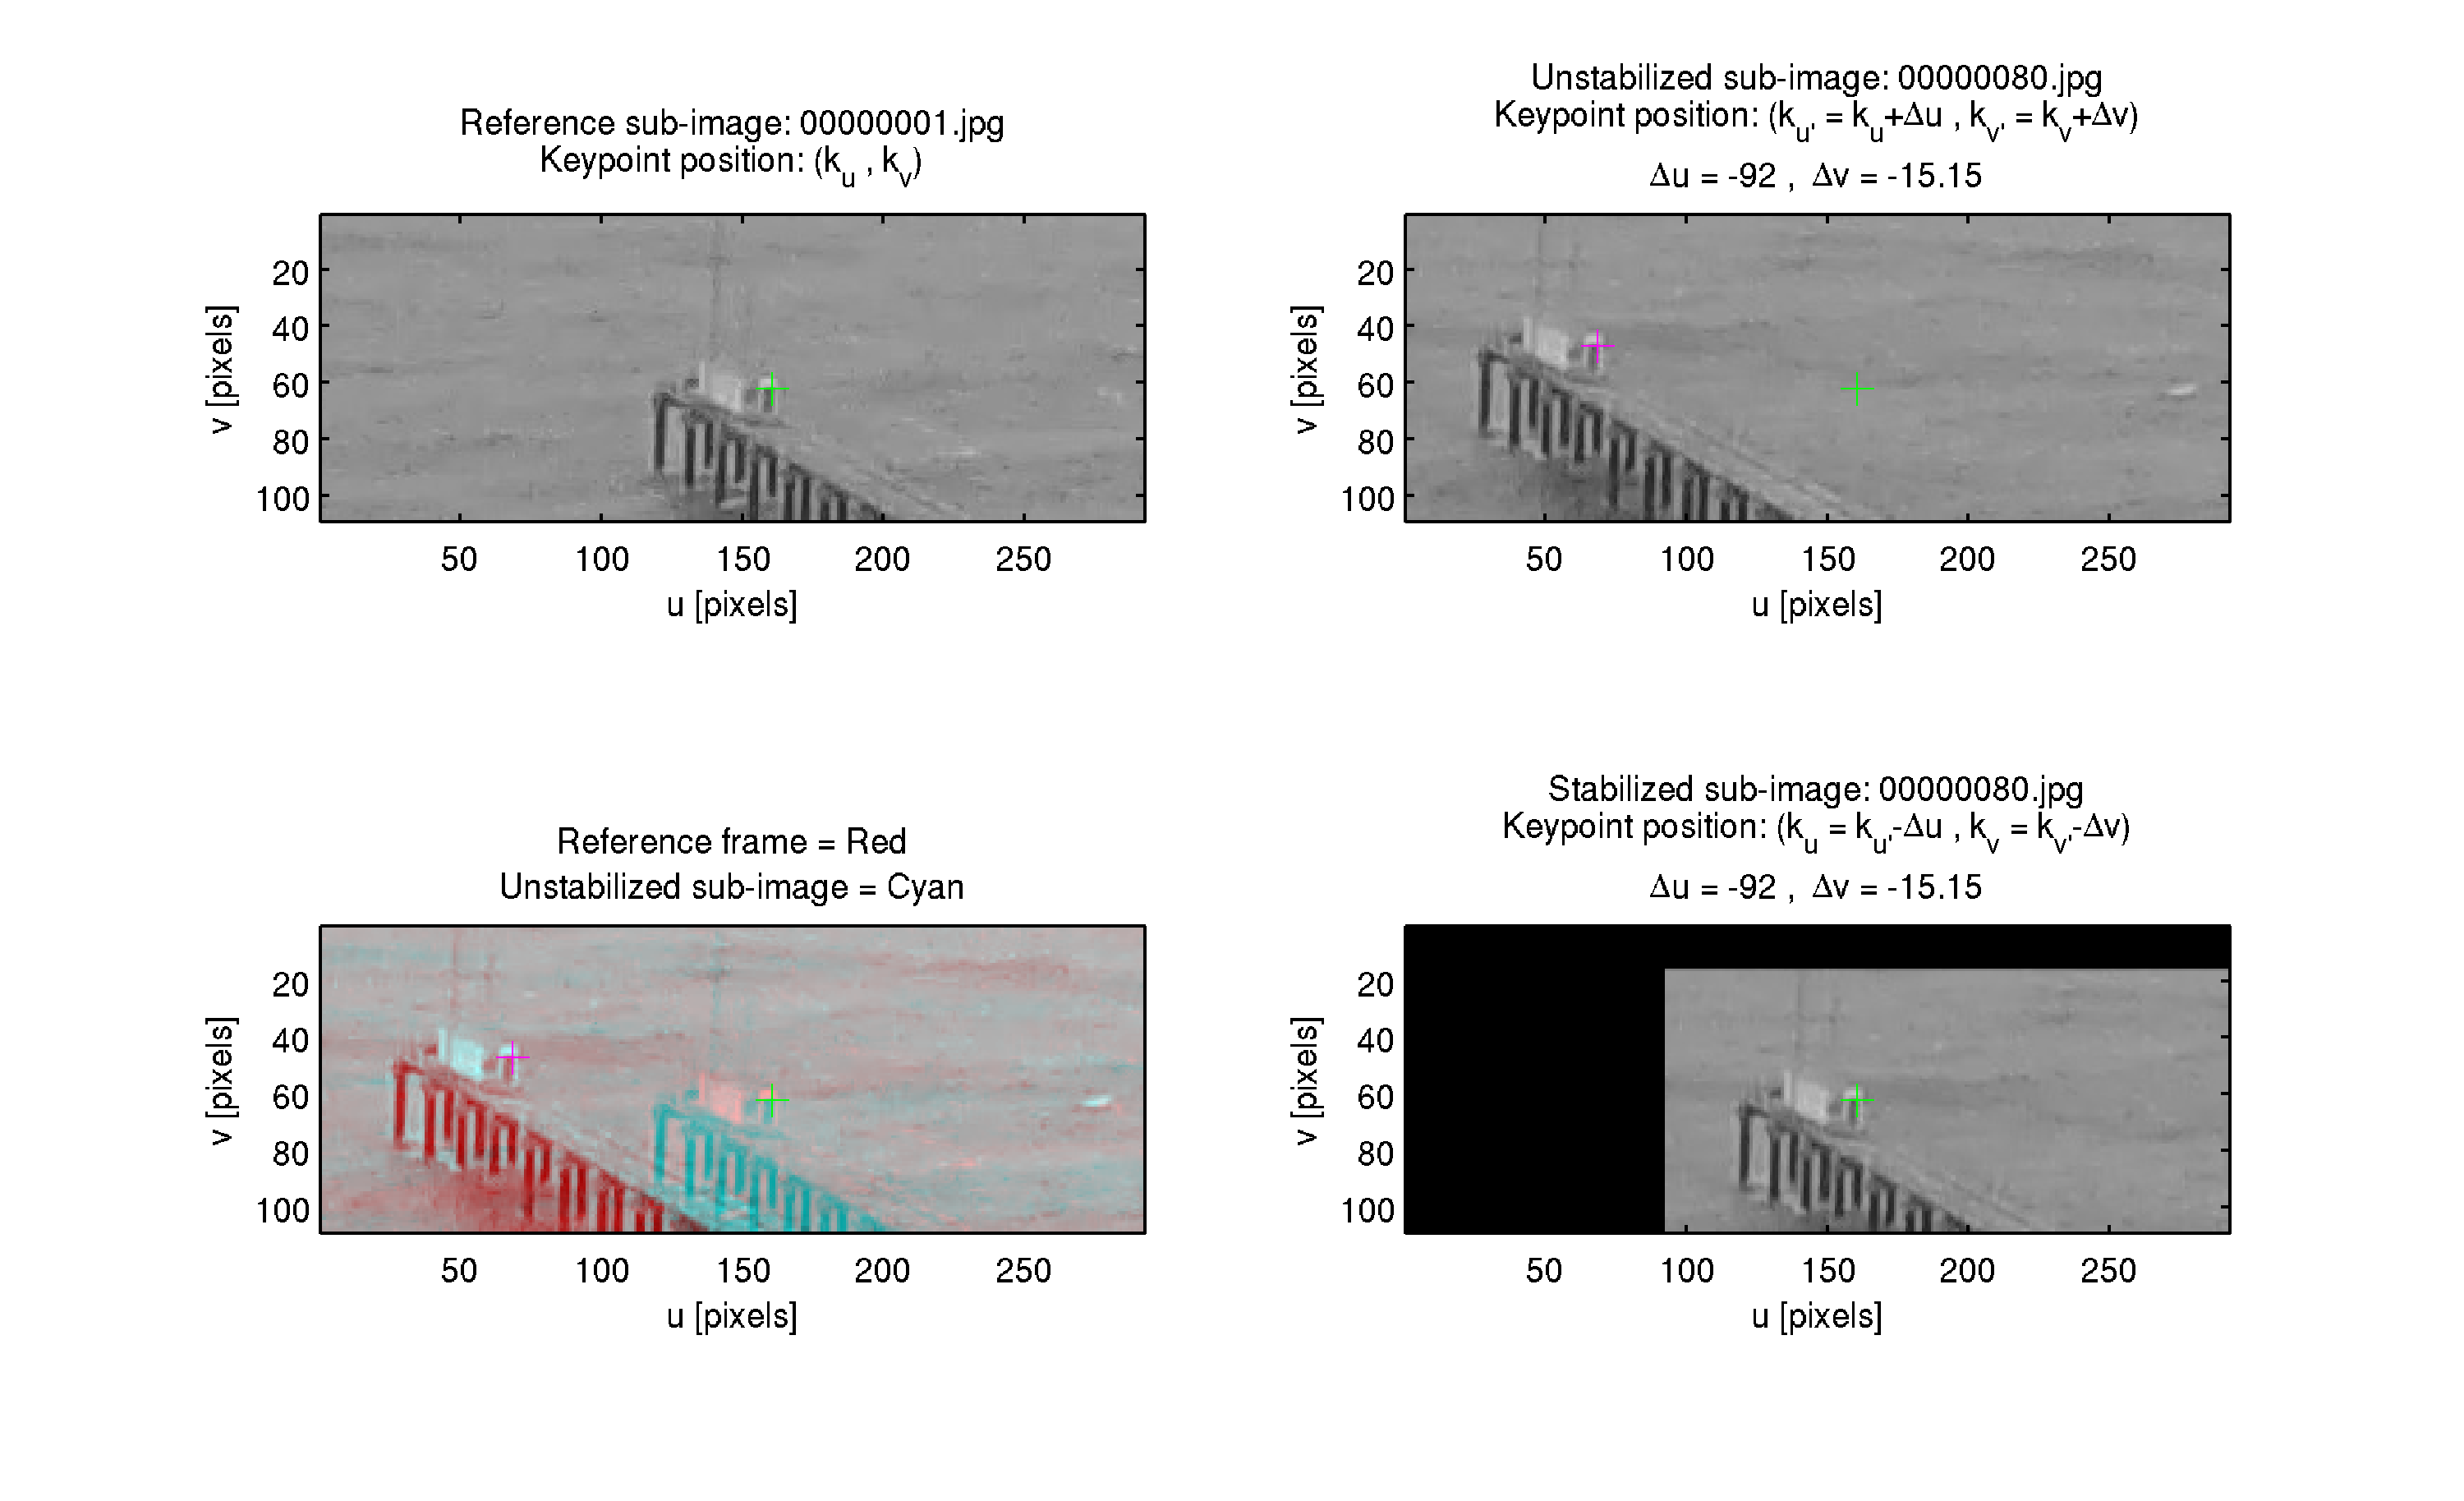 Reference sub-image: 00000001.jpg
Keypoint position: (k_u , k_v)
v [pixels]
20
40
60
80
100
50 100 150 200 250
u [pixels]
Unstabilized sub-image: 00000080.jpg
Keypoint position: (k_u' = k_u+Δu , k_v' = k_v+Δv)
Δu = -92 , Δv = -15.15
v [pixels]
20
40
60
80
100
50 100 150 200 250
u [pixels]
Reference frame = Red
Unstabilized sub-image = Cyan
v [pixels]
20
40
60
80
100
50 100 150 200 250
u [pixels]
Stabilized sub-image: 00000080.jpg
Keypoint position: (k_u = k_u'-Δu , k_v = k_v'-Δv)
Δu = -92 , Δv = -15.15
v [pixels]
20
40
60
80
100
50 100 150 200 250
u [pixels]